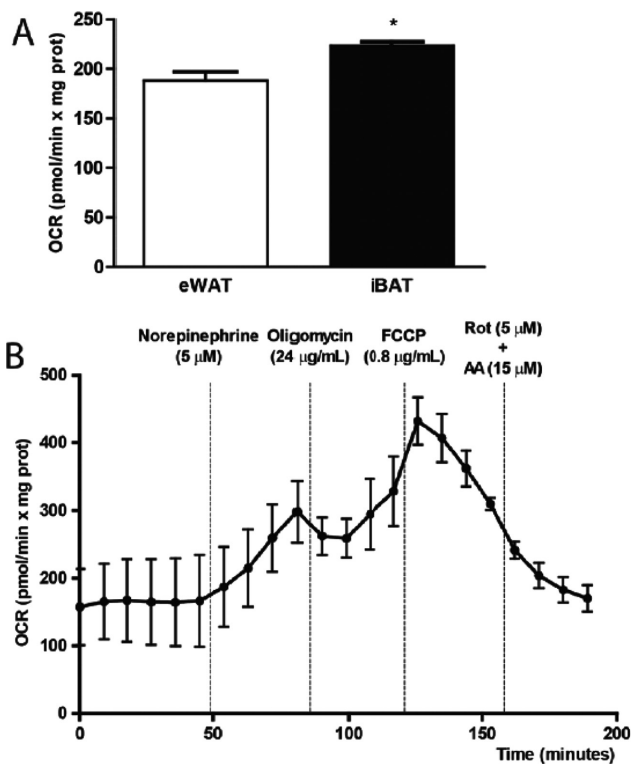 A
OCR (pmol/min x mg prot)
250
200
150
100
50
0
*
eWAT
iBAT
B
Norepinephrine
(5 µM)
Oligomycin
(24 µg/mL)
FCCP
(0.8 µg/mL)
Rot (5 µM)
+
AA (15 µM)
OCR (pmol/min x mg prot)
500
400
300
200
100
0
0 50 100 150 200
Time (minutes)